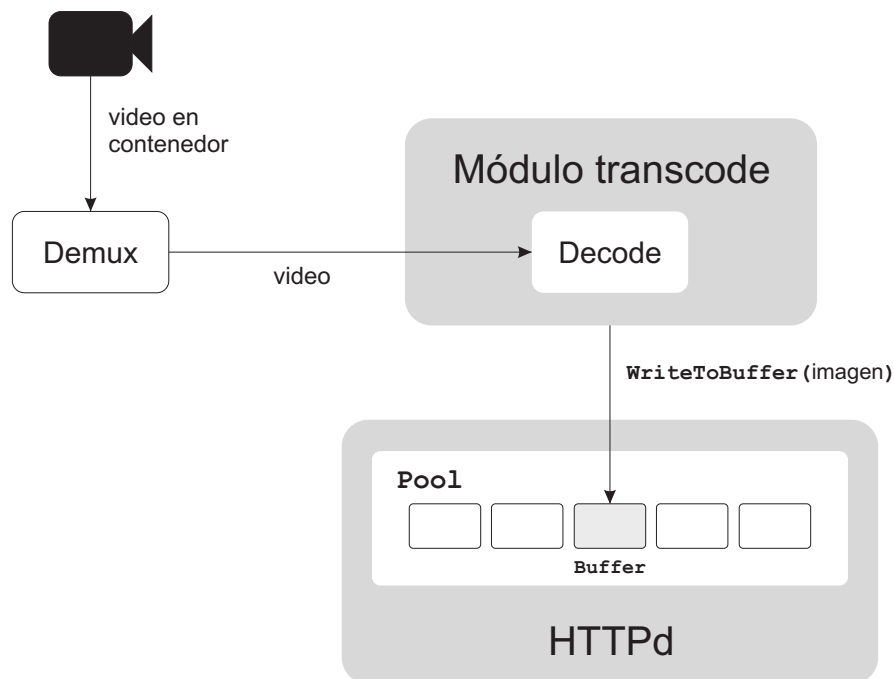 video en
contenedor
Módulo transcode
Demux
Decode
video
WriteToBuffer(imagen)
Pool
Buffer
HTTPd